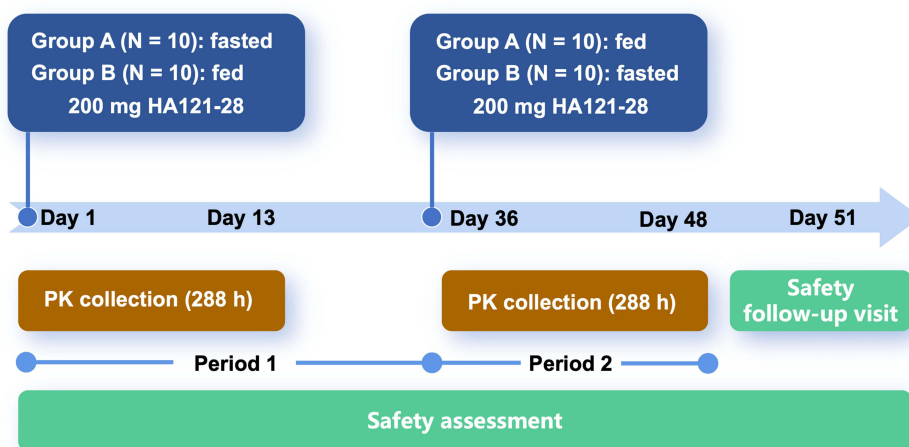 Group A (N = 10): fasted
Group B (N = 10): fed
200 mg HA121-28
Group A (N = 10): fed
Group B (N = 10): fasted
200 mg HA121-28
Day 1
Day 13
Day 36
Day 48
Day 51
PK collection (288 h)
PK collection (288 h)
Safety
follow-up visit
Period 1
Period 2
Safety assessment